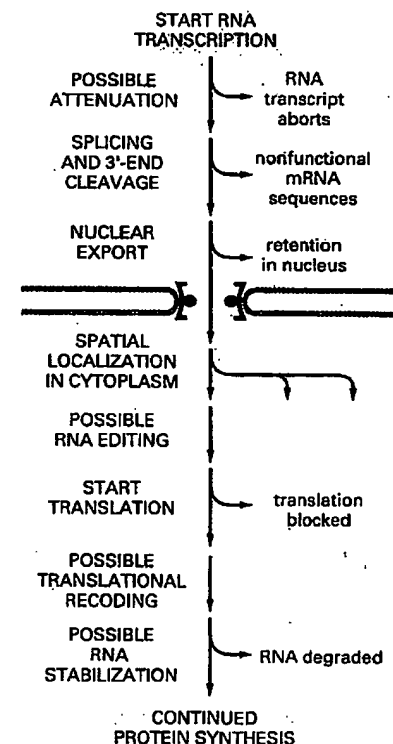 START RNA
TRANSCRIPTION
POSSIBLE
ATTENUATION
RNA
transcript
aborts
SPLICING
AND 3'-END
CLEAVAGE
nonfunctional
mRNA
sequences
NUCLEAR
EXPORT
retention
in nucleus
SPATIAL
LOCALIZATION
IN CYTOPLASM
POSSIBLE
RNA EDITING
START
TRANSLATION
translation
blocked
POSSIBLE
TRANSLATIONAL
RECODING
POSSIBLE
RNA
STABILIZATION
RNA degraded
CONTINUED
PROTEIN SYNTHESIS